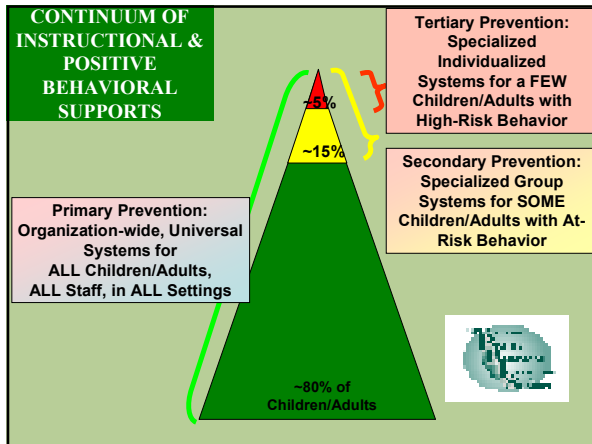 CONTINUUM OF
INSTRUCTIONAL &
POSITIVE
BEHAVIORAL
SUPPORTS
Tertiary Prevention:
Specialized
Individualized
Systems for a FEW
Children/Adults with
High-Risk Behavior
~5%
~15%
Secondary Prevention:
Specialized Group
Systems for SOME
Children/Adults with At-
Risk Behavior
Primary Prevention:
Organization-wide, Universal
Systems for
ALL Children/Adults,
ALL Staff, in ALL Settings
~80% of
Children/Adults